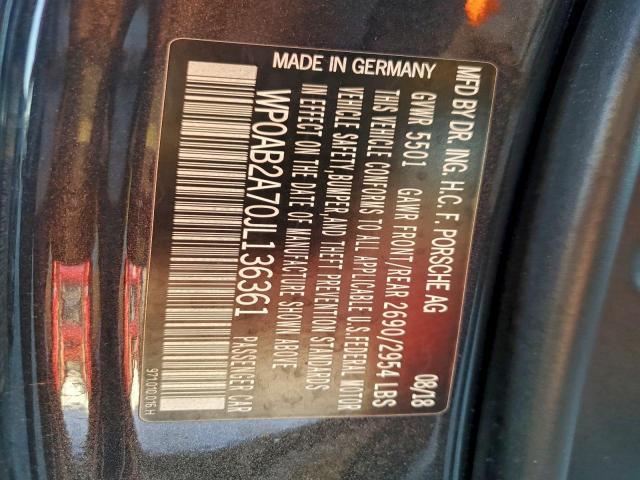 MFD BY DR. ING. H.C. F. PORSCHE AG 08/18
GVWR 5501 GAWR FRONT/REAR 2690/2954 LBS
THIS VEHICLE CONFORMS TO ALL APPLICABLE U.S. FEDERAL MOTOR
VEHICLE SAFETY, BUMPER, AND THEFT PREVENTION STANDARDS
IN EFFECT ON THE DATE OF MANUFACTURE SHOWN ABOVE
WP0AB2A70JL136361 PASSENGER CAR
MADE IN GERMANY